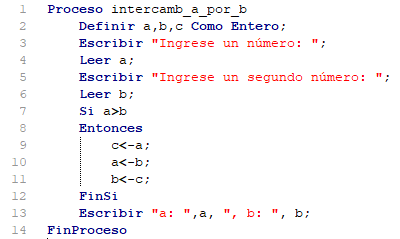 1 Proceso intercamb_a_por_b
2 Definir a,b,c Como Entero;
3 Escribir "Ingrese un número: ";
4 Leer a;
5 Escribir "Ingrese un segundo número: ";
6 Leer b;
7 Si a>b
8 Entonces
9 c<-a;
10 a<-b;
11 b<-c;
12 FinSi
13 Escribir "a: ",a, ", b: ", b;
14 FinProceso